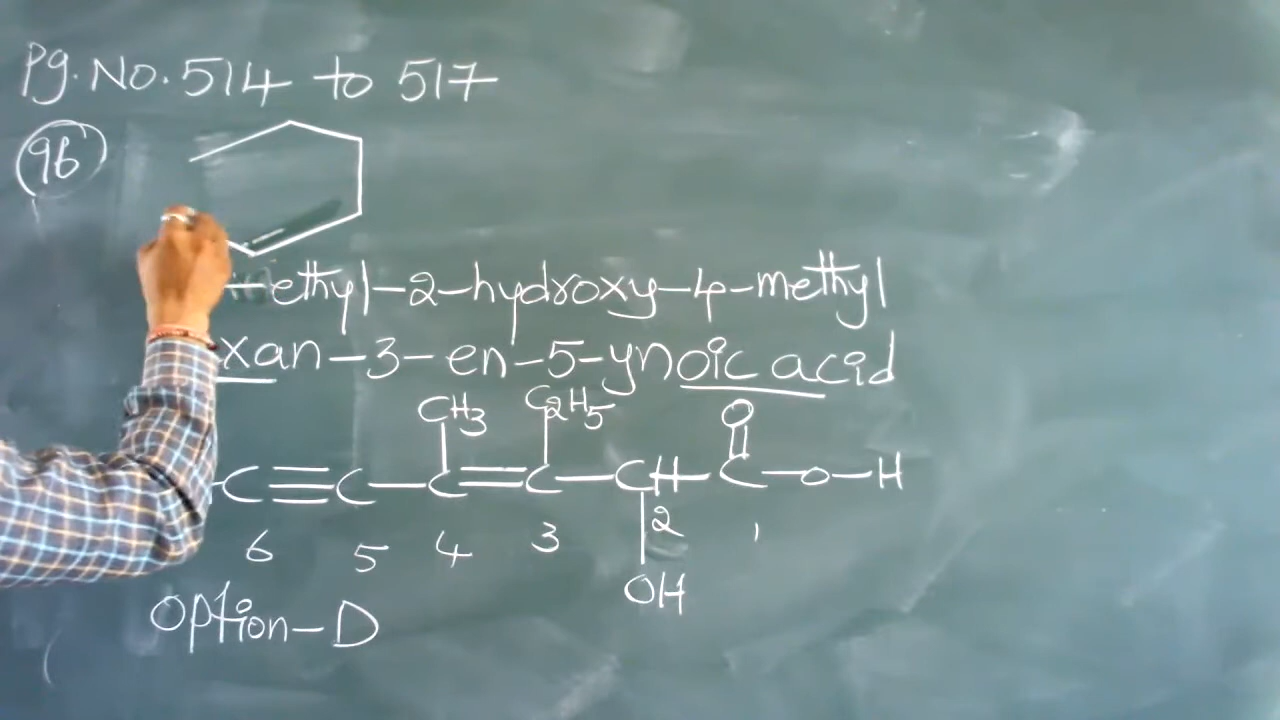 Pg. No. 514 to 517
96
-ethyl-2-hydroxy-4-methyl
xan-3-en-5-ynoic acid
CH3 C2H5 O
C≡C-C=C-CH-C-O-H
6 5 4 3 2 1
OH
Option-D